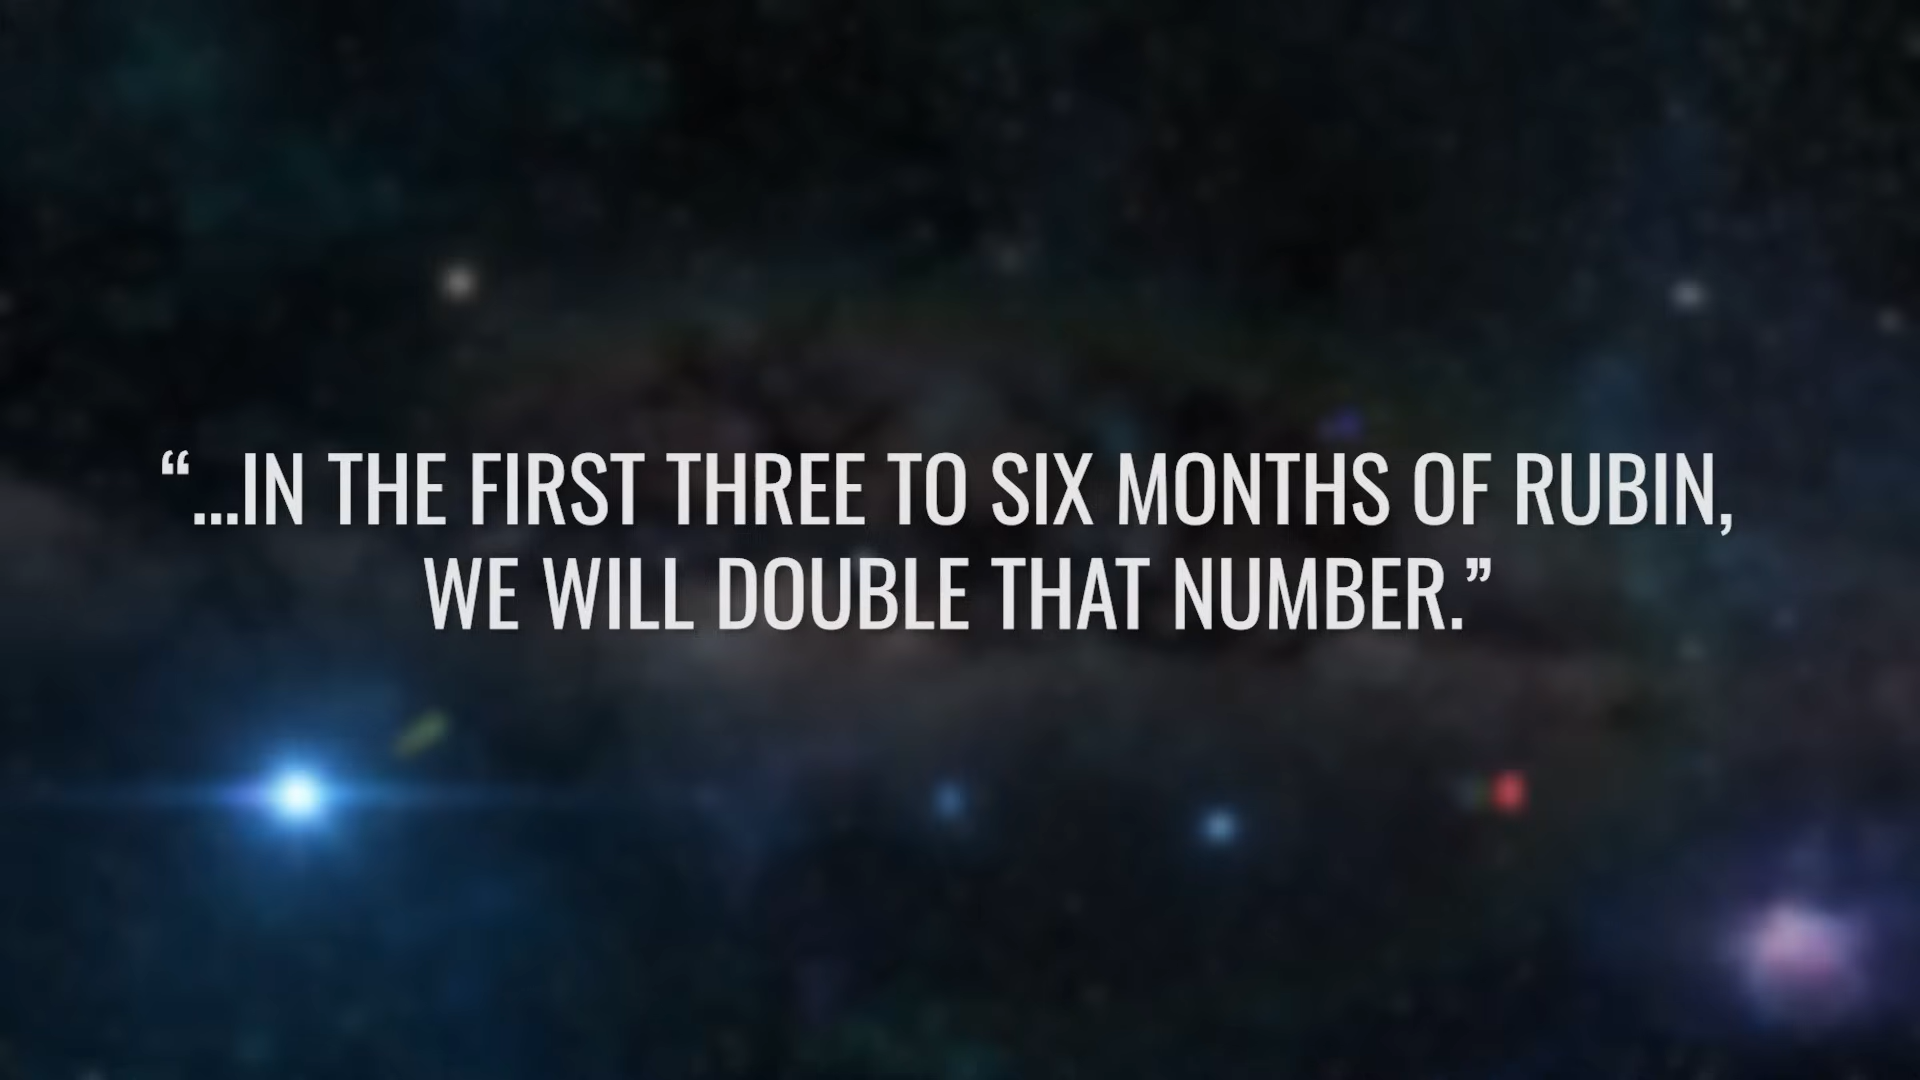 “...IN THE FIRST THREE TO SIX MONTHS OF RUBIN,
WE WILL DOUBLE THAT NUMBER.”